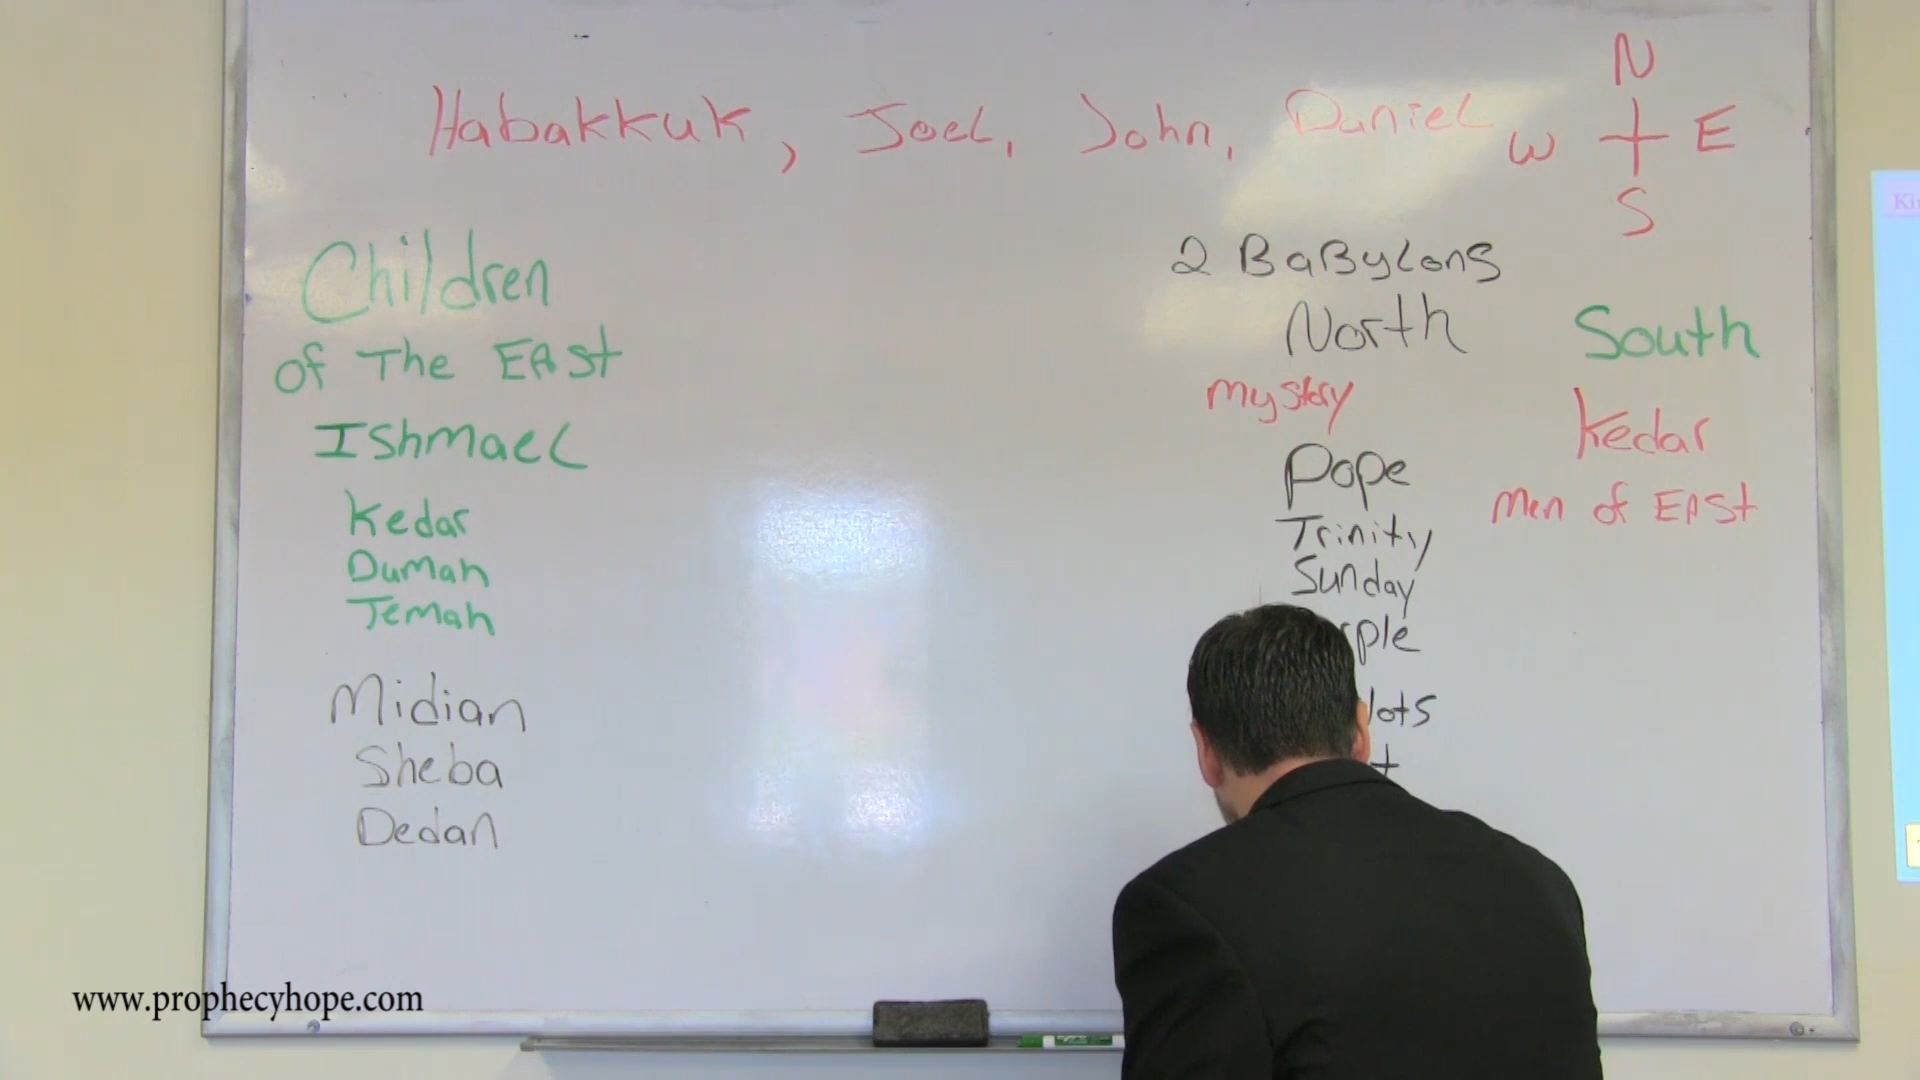 N
Habakkuk, Joel, John, Daniel
W E
S
Children
of The EAst
IshmaeL
Kedar
Dumah
Temah
Midian
Sheba
Dedan
2 BaByLons
North
mystery
Pope
Trinity
Sunday
South
Kedar
Men of EAst
www.prophecyhope.com